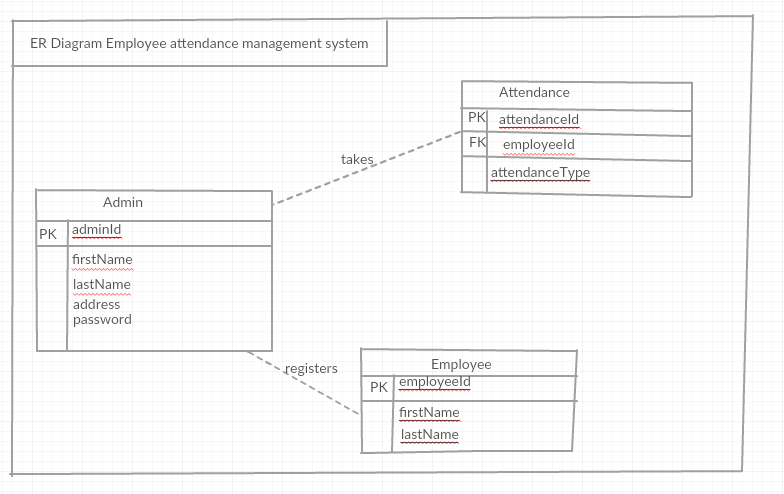 ER Diagram Employee attendance management system
Attendance
PK attendanceId
FK employeeId
attendanceType
takes
Admin
PK adminId
firstName
lastName
address
password
registers
Employee
PK employeeId
firstName
lastName